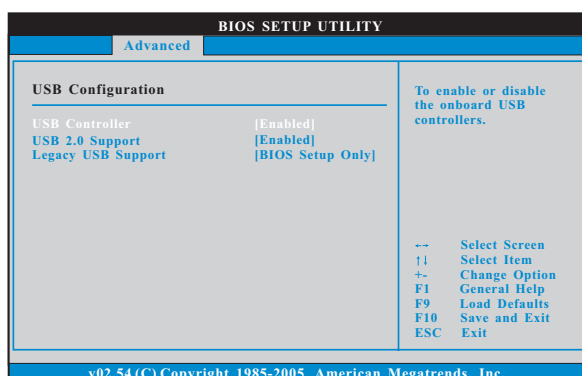 BIOS SETUP UTILITY
Advanced
USB Configuration
USB Controller [Enabled]
USB 2.0 Support [Enabled]
Legacy USB Support [BIOS Setup Only]
To enable or disable
the onboard USB
controllers.
←→ Select Screen
↑↓ Select Item
+- Change Option
F1 General Help
F9 Load Defaults
F10 Save and Exit
ESC Exit
v02.54 (C) Copyright 1985-2005, American Megatrends, Inc.